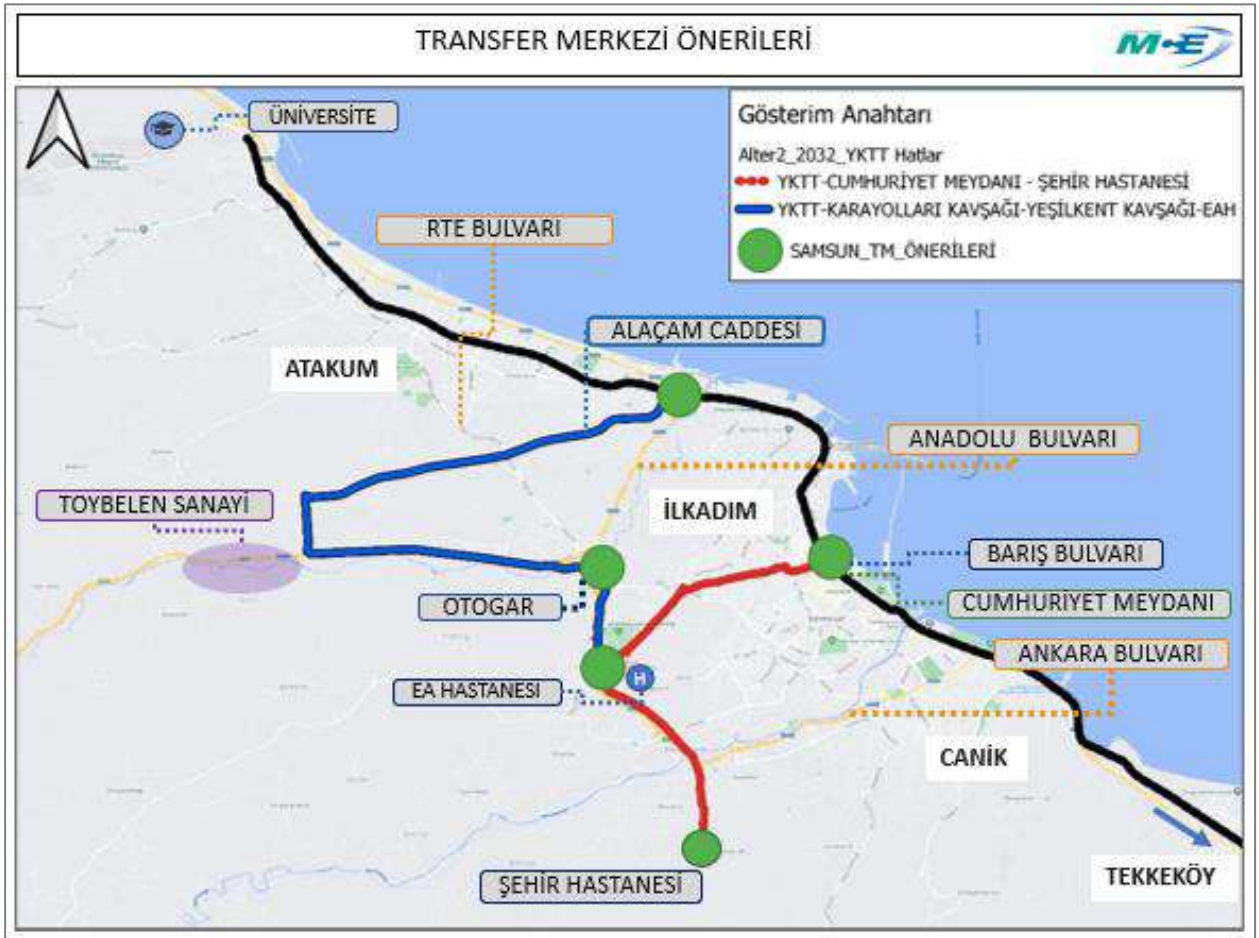 TRANSFER MERKEZİ ÖNERİLERİ
M-E
ÜNİVERSİTE
Gösterim Anahtarı
Alter2_2032_YKTT Hatlar
YKTT-CUMHURİYET MEYDANI - ŞEHİR HASTANESİ
YKTT-KARAYOLLARI KAVŞAĞI-YEŞİLKENT KAVŞAĞI-EAH
SAMSUN_TM_ÖNERİLERİ
RTE BULVARI
ALAÇAM CADDESİ
ATAKUM
ANADOLU BULVARI
TOYBELEN SANAYİ
İLKADIM
BARIŞ BULVARI
OTOGAR
CUMHURİYET MEYDANI
ANKARA BULVARI
H
EA HASTANESI
CANİK
ŞEHİR HASTANESİ
TEKKEKÖY